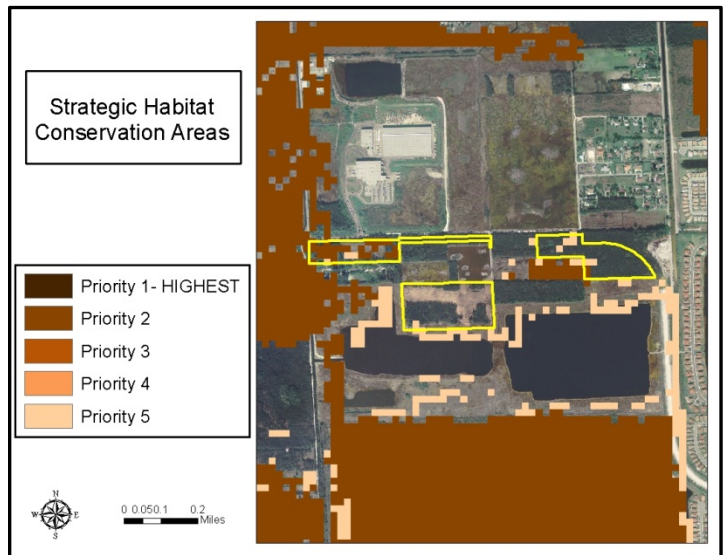 Strategic Habitat
Conservation Areas
Priority 1- HIGHEST
Priority 2
Priority 3
Priority 4
Priority 5
N
W E
S
0 0.050.1 0.2
Miles